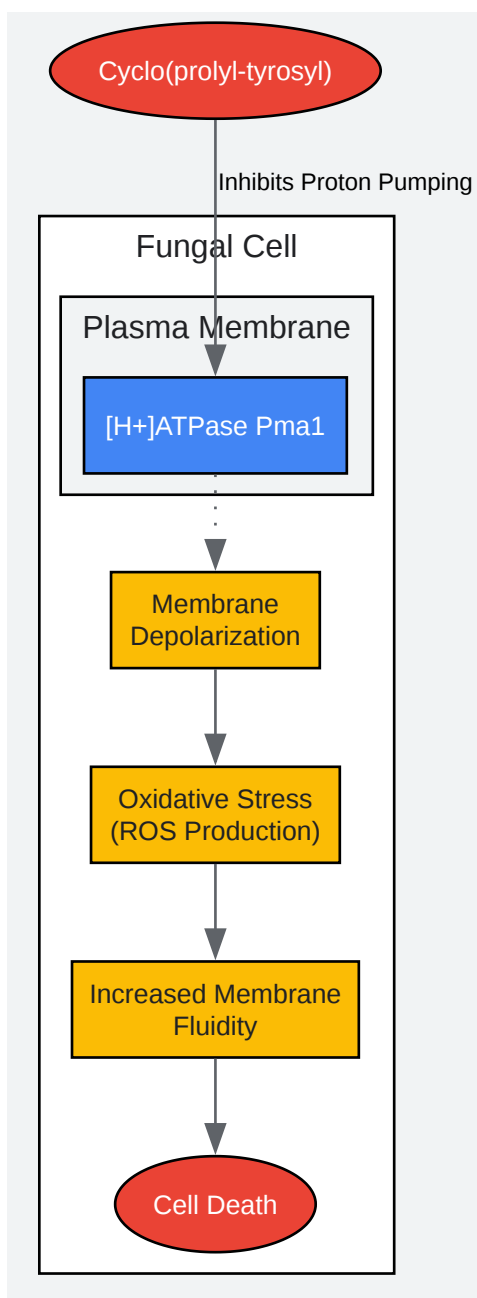 Cyclo(prolyl-tyrosyl)
Inhibits Proton Pumping
Fungal Cell
Plasma Membrane
[H+]ATPase Pma1
Membrane
Depolarization
Oxidative Stress
(ROS Production)
Increased Membrane
Fluidity
Cell Death